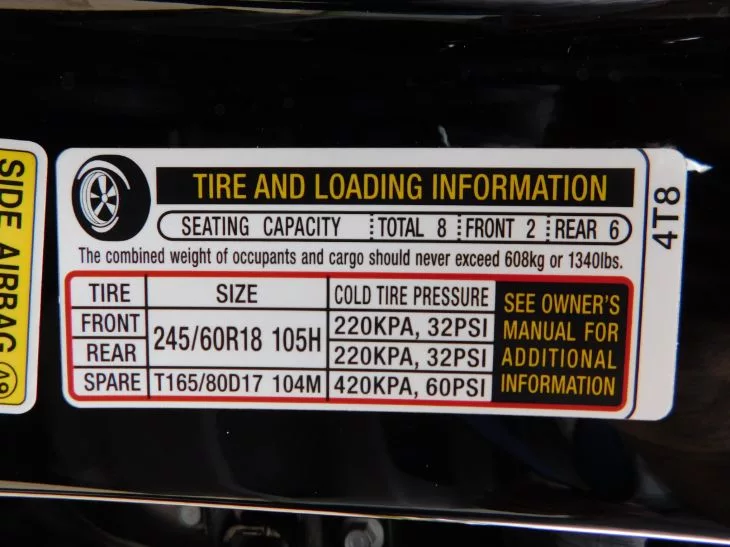 SIDE AIRBAG
TIRE AND LOADING INFORMATION
SEATING CAPACITY TOTAL 8 FRONT 2 REAR 6
The combined weight of occupants and cargo should never exceed 608kg or 1340lbs.
TIRE SIZE COLD TIRE PRESSURE
FRONT 245/60R18 105H 220KPA, 32PSI
REAR 220KPA, 32PSI
SPARE T165/80D17 104M 420KPA, 60PSI
SEE OWNER'S
MANUAL FOR
ADDITIONAL
INFORMATION
4T8